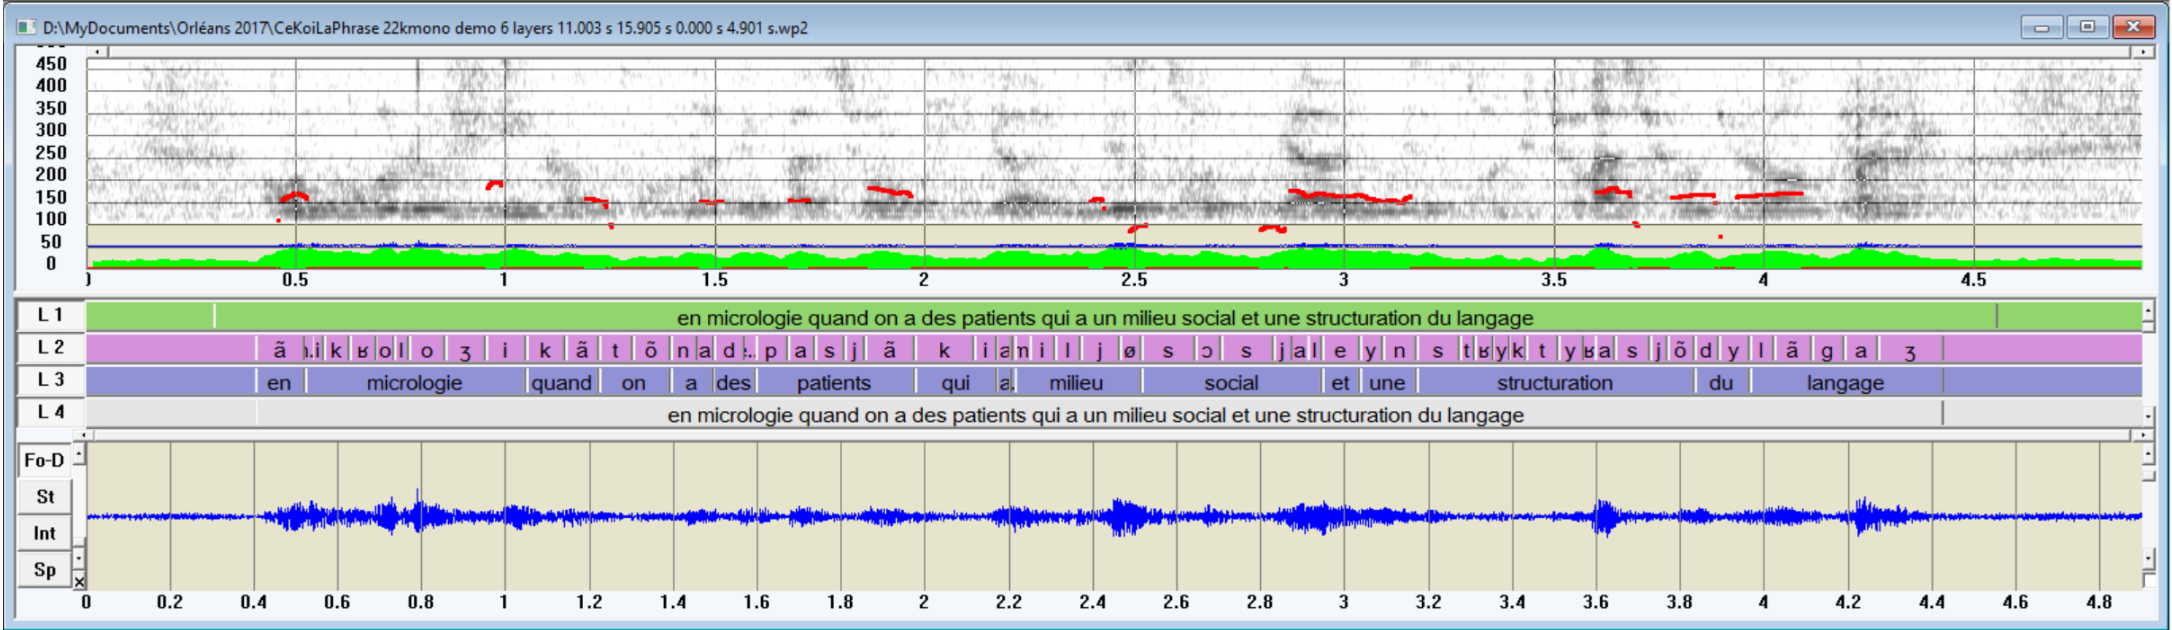 D:\MyDocuments\Orléans 2017\CeKoiLaPhrase 22kmono demo 6 layers 11.003 s 15.905 s 0.000 s 4.901 s.wp2
450
400
350
300
250
200
150
100
50
0
0.5 1 1.5 2 2.5 3 3.5 4 4.5
L 1 en micrologie quand on a des patients qui a un milieu social et une structuration du langage
L 2 ã i k ʁ o l o ʒ i k ã t õ n a d p a s j ã k i a m i l j ø s ɔ s j a l e y n s t ʁ y k t y ʁ a s j õ d y l ã g a ʒ
L 3 en micrologie quand on a des patients qui a. milieu social et une structuration du langage
L 4 en micrologie quand on a des patients qui a un milieu social et une structuration du langage
Fo-D
St
Int
Sp
0 0.2 0.4 0.6 0.8 1 1.2 1.4 1.6 1.8 2 2.2 2.4 2.6 2.8 3 3.2 3.4 3.6 3.8 4 4.2 4.4 4.6 4.8